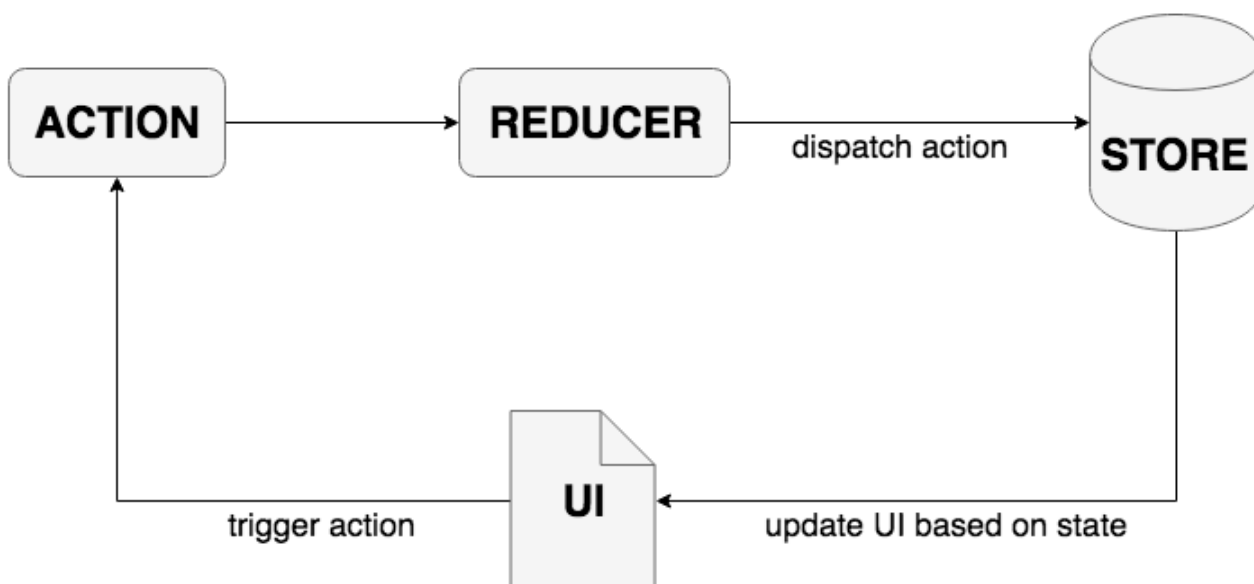 ACTION
REDUCER
dispatch action
STORE
UI
trigger action
update UI based on state